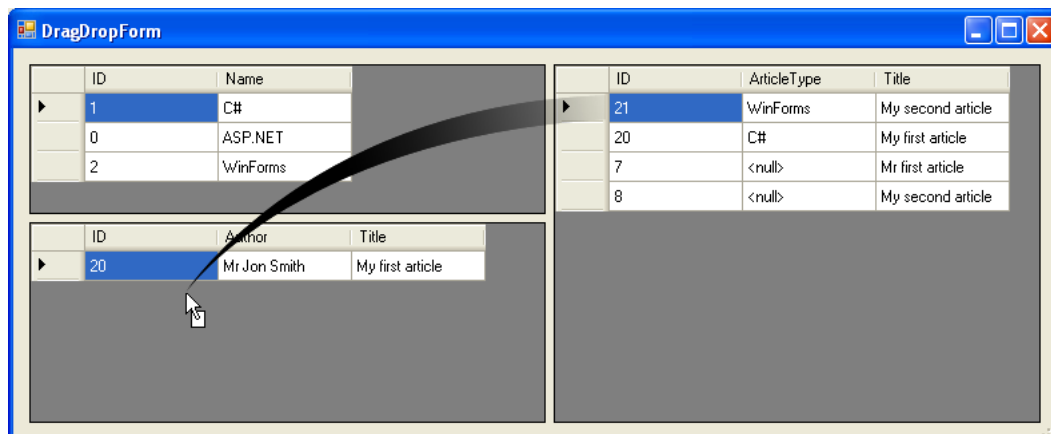 DragDropForm
ID Name
1 C#
0 ASP.NET
2 WinForms
ID Author Title
20 Mr Jon Smith My first article
ID ArticleType Title
21 WinForms My second article
20 C# My first article
7 <null> Mr first article
8 <null> My second article